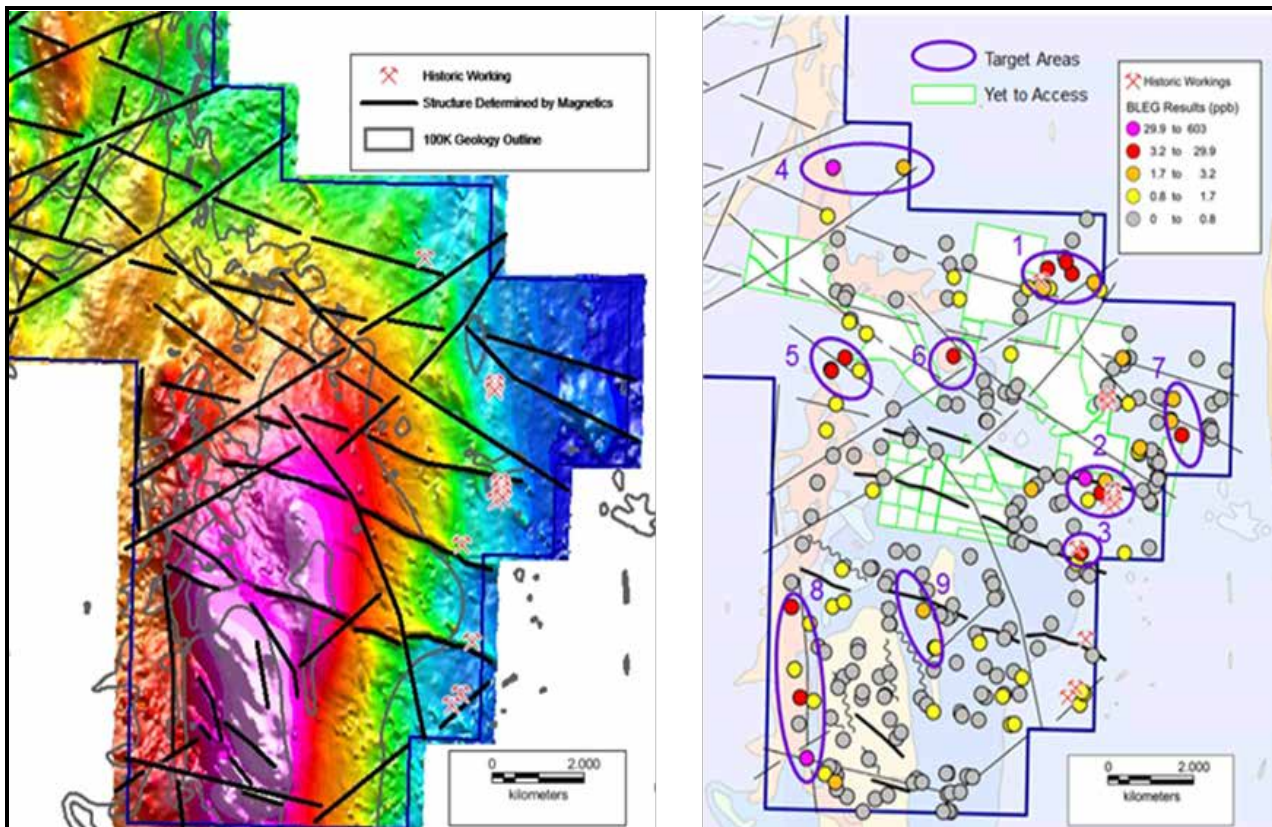 Historic Working
Structure Determined by Magnetics
100K Geology Outline
0 2.000
kilometers
Target Areas
Yet to Access
Historic Workings
BLEG Results (ppb)
29.9 to 603
3.2 to 29.9
1.7 to 3.2
0.8 to 1.7
0 to 0.8
4
1
5
6
7
2
3
8
9
0 2.000
kilometers